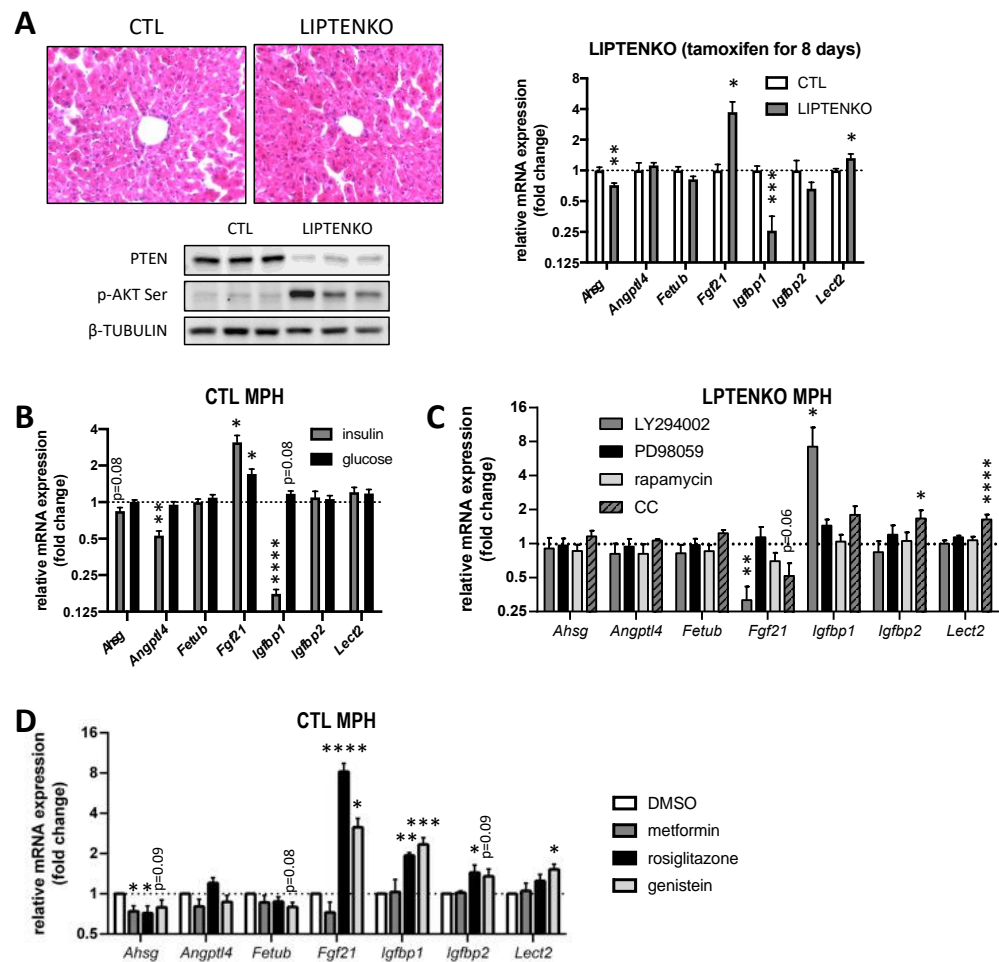 A
CTL
LIPTENKO
CTL
LIPTENKO
PTEN
p-AKT Ser
β-TUBULIN
LIPTENKO (tamoxifen for 8 days)
relative mRNA expression
(fold change)
8
4
2
1
0.5
0.25
0.125
CTL
LIPTENKO
**
*
***
*
Ahsg
Angptl4
Fetub
Fgf21
Igfbp1
Igfbp2
Lect2
B
CTL MPH
relative mRNA expression
(fold change)
4
2
1
0.5
0.25
0.125
insulin
glucose
p=0.08
**
*
*
****
p=0.08
Ahsg
Angptl4
Fetub
Fgf21
Igfbp1
Igfbp2
Lect2
C
LPTENKO MPH
relative mRNA expression
(fold change)
16
8
4
2
1
0.5
0.25
LY294002
PD98059
rapamycin
CC
**
p=0.06
*
*
****
Ahsg
Angptl4
Fetub
Fgf21
Igfbp1
Igfbp2
Lect2
D
CTL MPH
relative mRNA expression
(fold change)
16
8
4
2
1
0.5
* *
p=0.09
p=0.08
****
*
**
***
*
p=0.09
*
Ahsg
Angptl4
Fetub
Fgf21
Igfbp1
Igfbp2
Lect2
DMSO
metformin
rosiglitazone
genistein